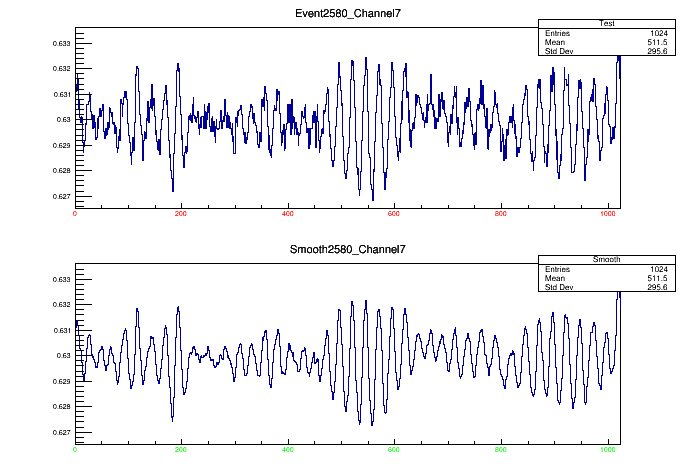 Event2580_Channel7
Test
Entries 1024
Mean 511.5
Std Dev 295.6
0.633
0.632
0.631
0.63
0.629
0.628
0.627
0 200 400 600 800 1000
Smooth2580_Channel7
Smooth
Entries 1024
Mean 511.5
Std Dev 295.6
0.633
0.632
0.631
0.63
0.629
0.628
0.627
0 200 400 600 800 1000